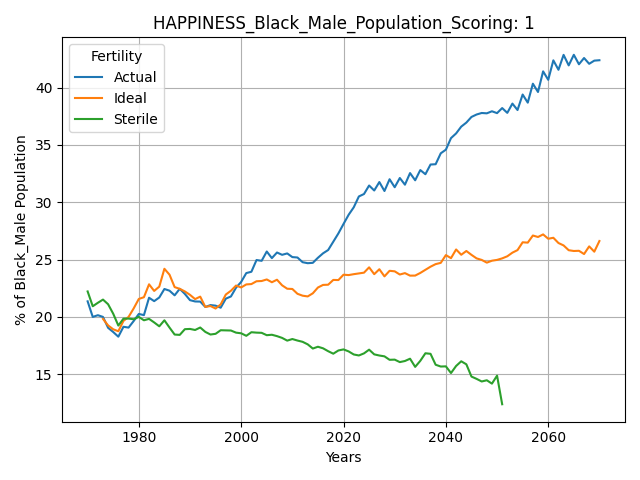 HAPPINESS_Black_Male_Population_Scoring: 1
Fertility
Actual
Ideal
Sterile
% of Black_Male Population
40
35
30
25
20
15
1980
2000
2020
2040
2060
Years